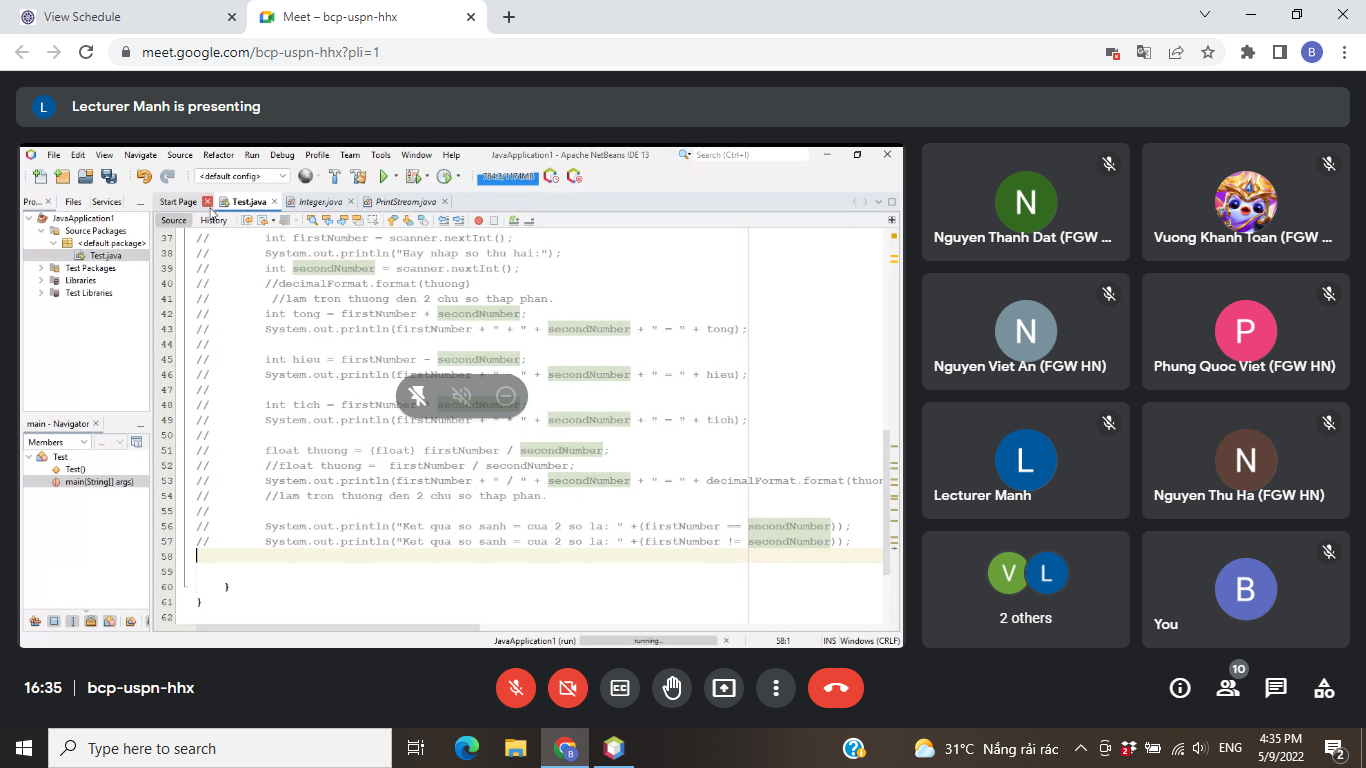 View Schedule
Meet – bcp-uspn-hhx
meet.google.com/bcp-uspn-hhx?pli=1
B
L
Lecturer Manh is presenting
File Edit View Navigate Source Refactor Run Debug Profile Team Tools Window Help
JavaApplication1 - Apache NetBeans IDE 13
Search (Ctrl+I)
<default config>
Pro...
Files
Services
Start Page
Test.java
Integer.java
PrintStream.java
JavaApplication1
Source Packages
<default package>
Test.java
Test Packages
Libraries
Test Libraries
Source
History
37 // int firstNumber = scanner.nextInt();
38 // System.out.println("Hay nhap so thu hai:");
39 // int secondNumber = scanner.nextInt();
40 // //decimalFormat.format(thuong)
41 // //lam tron thuong den 2 chu so thap phan.
42 // int tong = firstNumber + secondNumber;
43 // System.out.println(firstNumber + " + " + secondNumber + " = " + tong);
44 //
45 // int hieu = firstNumber - secondNumber;
46 // System.out.println(firstNumber + " - " + secondNumber + " = " + hieu);
47 //
48 // int tich = firstNumber secondNumber;
49 // System.out.println(firstNumber + " * " + secondNumber + " = " + tich);
50 //
51 // float thuong = (float) firstNumber / secondNumber;
52 // //float thuong = firstNumber / secondNumber;
53 // System.out.println(firstNumber + " / " + secondNumber + " = " + decimalFormat.format(thuon
54 // //lam tron thuong den 2 chu so thap phan.
55 //
56 // System.out.println("Ket qua so sanh = cua 2 so la: " +(firstNumber == secondNumber));
57 // System.out.println("Ket qua so sanh = cua 2 so la: " +(firstNumber != secondNumber));
58
59
60 }
61 }
62
main - Navigator
Members
Test
Test()
main(String[] args)
JavaApplication1 (run)
running...
58:1
INS
Windows (CRLF)
N
Nguyen Thanh Dat (FGW ...
Vuong Khanh Toan (FGW ...
N
Nguyen Viet An (FGW HN)
P
Phung Quoc Viet (FGW HN)
L
Lecturer Manh
N
Nguyen Thu Ha (FGW HN)
V L
2 others
B
You
16:35 | bcp-uspn-hhx
10
Type here to search
31°C Nắng rải rác
ENG
4:35 PM
5/9/2022
2